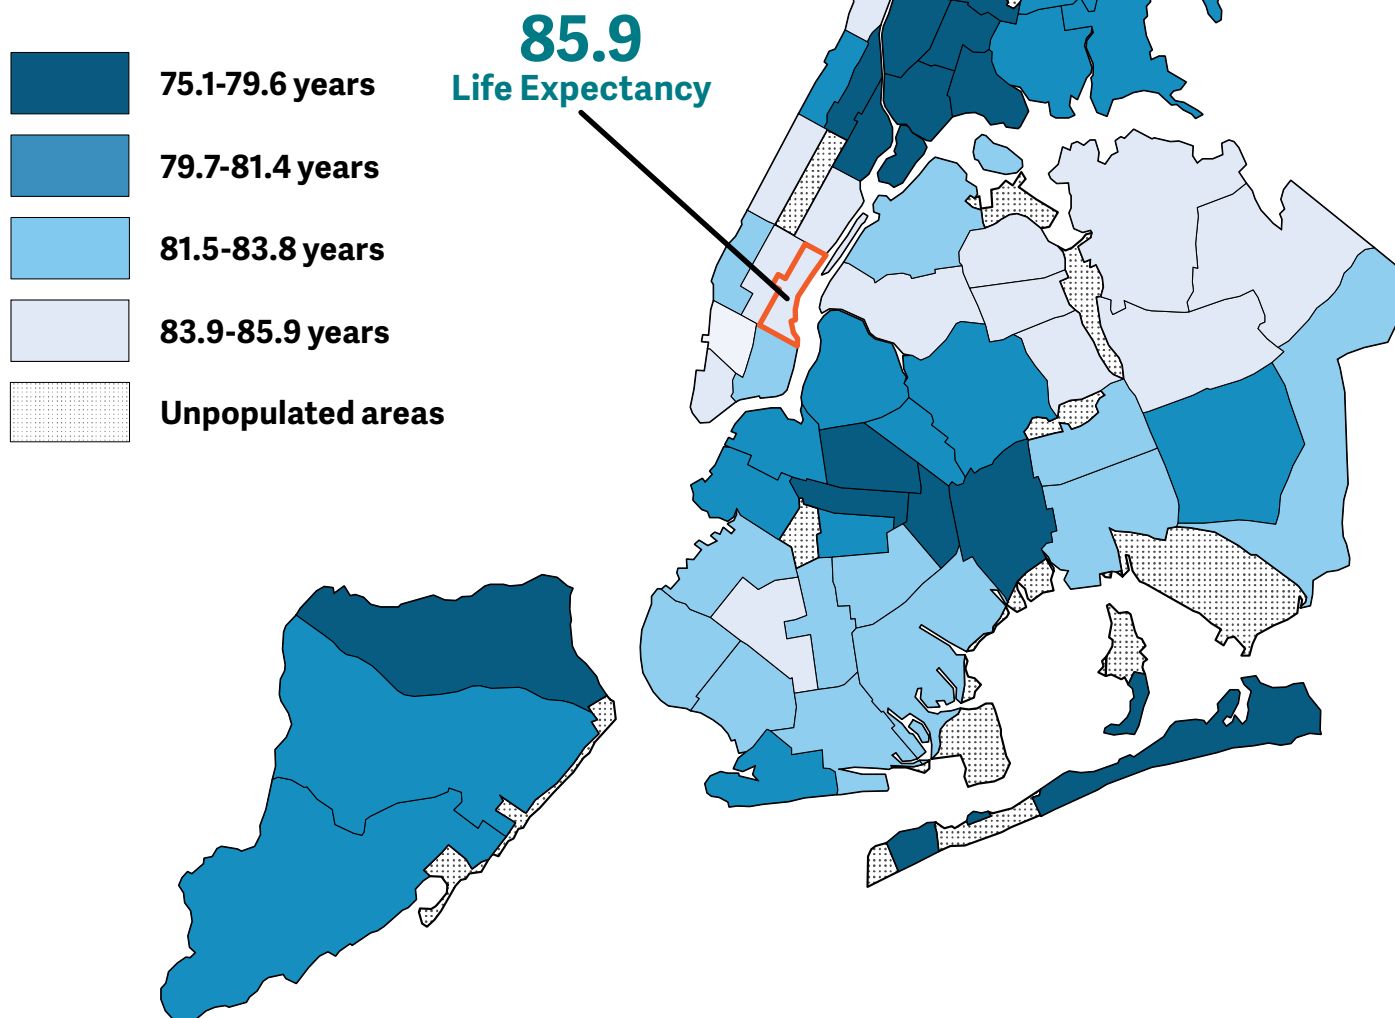 85.9
Life Expectancy
75.1-79.6 years
79.7-81.4 years
81.5-83.8 years
83.9-85.9 years
Unpopulated areas